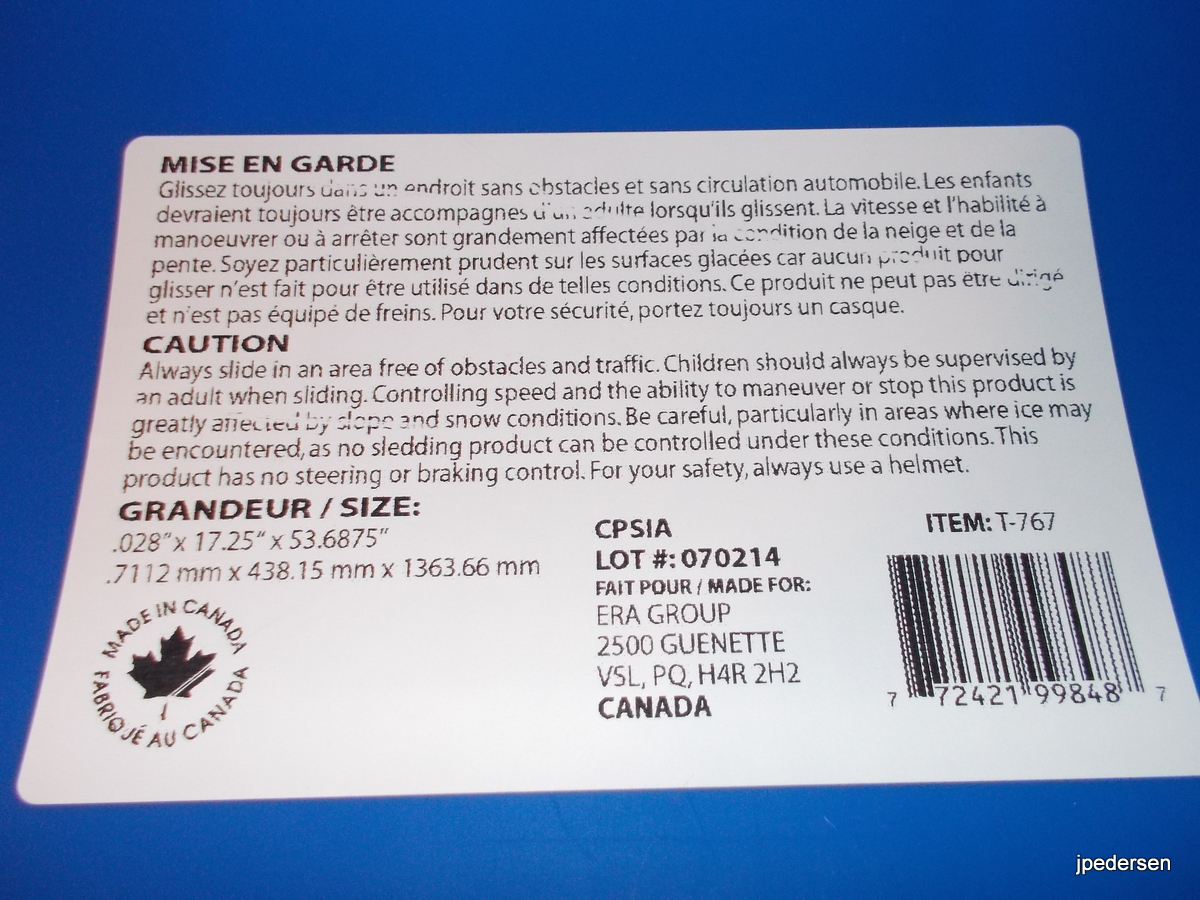 MISE EN GARDE
Glissez toujours dans un endroit sans obstacles et sans circulation automobile. Les enfants
devraient toujours être accompagnes d'un adulte lorsqu'ils glissent. La vitesse et l'habilité à
manoeuvrer ou à arrêter sont grandement affectées par la condition de la neige et de la
pente. Soyez particulièrement prudent sur les surfaces glacées car aucun produit pour
glisser n'est fait pour être utilisé dans de telles conditions. Ce produit ne peut pas être dirigé
et n'est pas équipé de freins. Pour votre sécurité, portez toujours un casque.
CAUTION
Always slide in an area free of obstacles and traffic. Children should always be supervised by
an adult when sliding. Controlling speed and the ability to maneuver or stop this product is
greatly affected by slope and snow conditions. Be careful, particularly in areas where ice may
be encountered, as no sledding product can be controlled under these conditions. This
product has no steering or braking control. For your safety, always use a helmet.
GRANDEUR / SIZE:
.028" x 17.25" x 53.6875"
.7112 mm x 438.15 mm x 1363.66 mm
MADE IN CANADA
FABRIQUÉ AU CANADA
CPSIA
LOT #: 070214
FAIT POUR / MADE FOR:
ERA GROUP
2500 GUENETTE
VSL, PQ, H4R 2H2
CANADA
ITEM: T-767
7 72421 99848 7
jpedersen